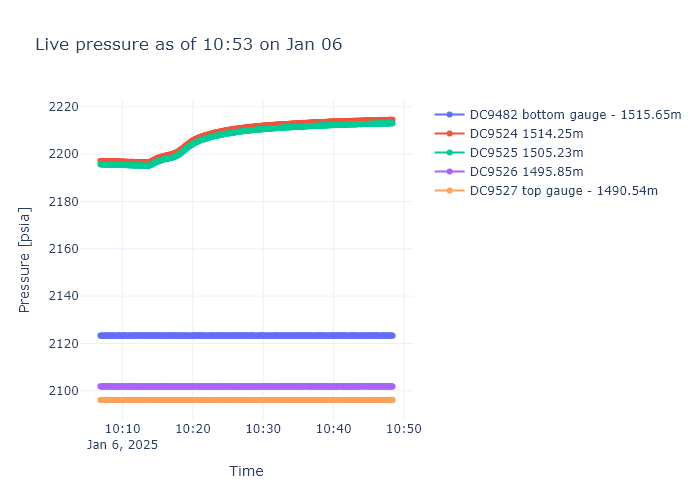 Live pressure as of 10:53 on Jan 06
2220
2200
2180
2160
2140
2120
2100
Pressure [psia]
10:10
Jan 6, 2025
10:20
10:30
10:40
10:50
Time
DC9482 bottom gauge - 1515.65m
DC9524 1514.25m
DC9525 1505.23m
DC9526 1495.85m
DC9527 top gauge - 1490.54m